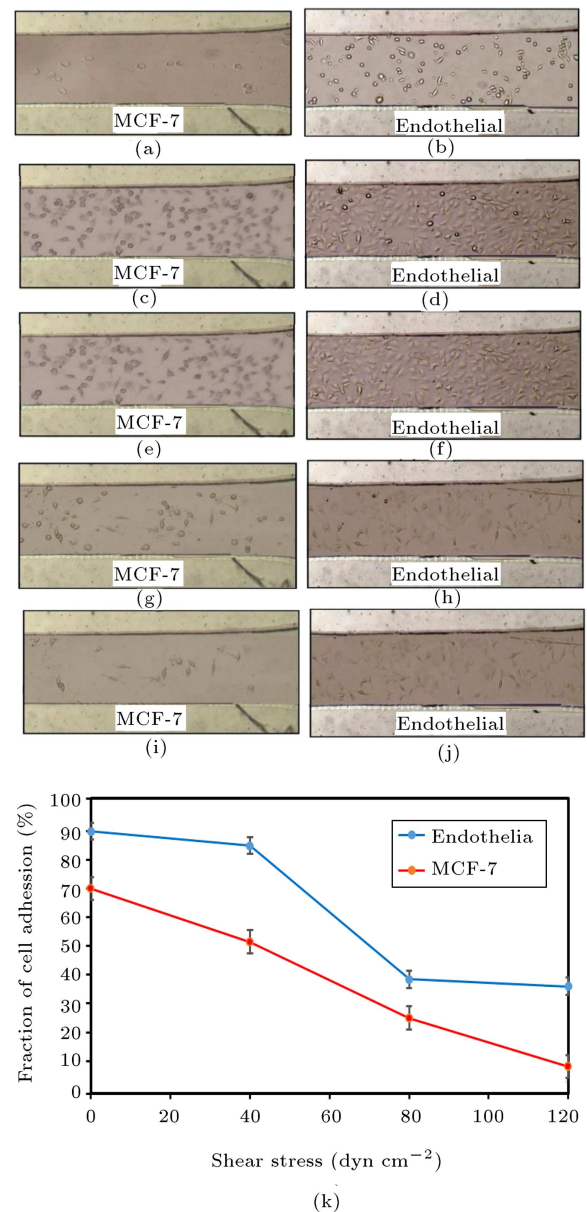 MCF-7
Endothelial
(a)
(b)
MCF-7
Endothelial
(c)
(d)
MCF-7
Endothelial
(e)
(f)
MCF-7
Endothelial
(g)
(h)
MCF-7
Endothelial
(i)
(j)
100
90
80
70
60
50
40
30
20
10
0
Fraction of cell adhession (%)
Endothelia
MCF-7
0
20
40
60
80
100
120
Shear stress (dyn cm⁻²)
(k)